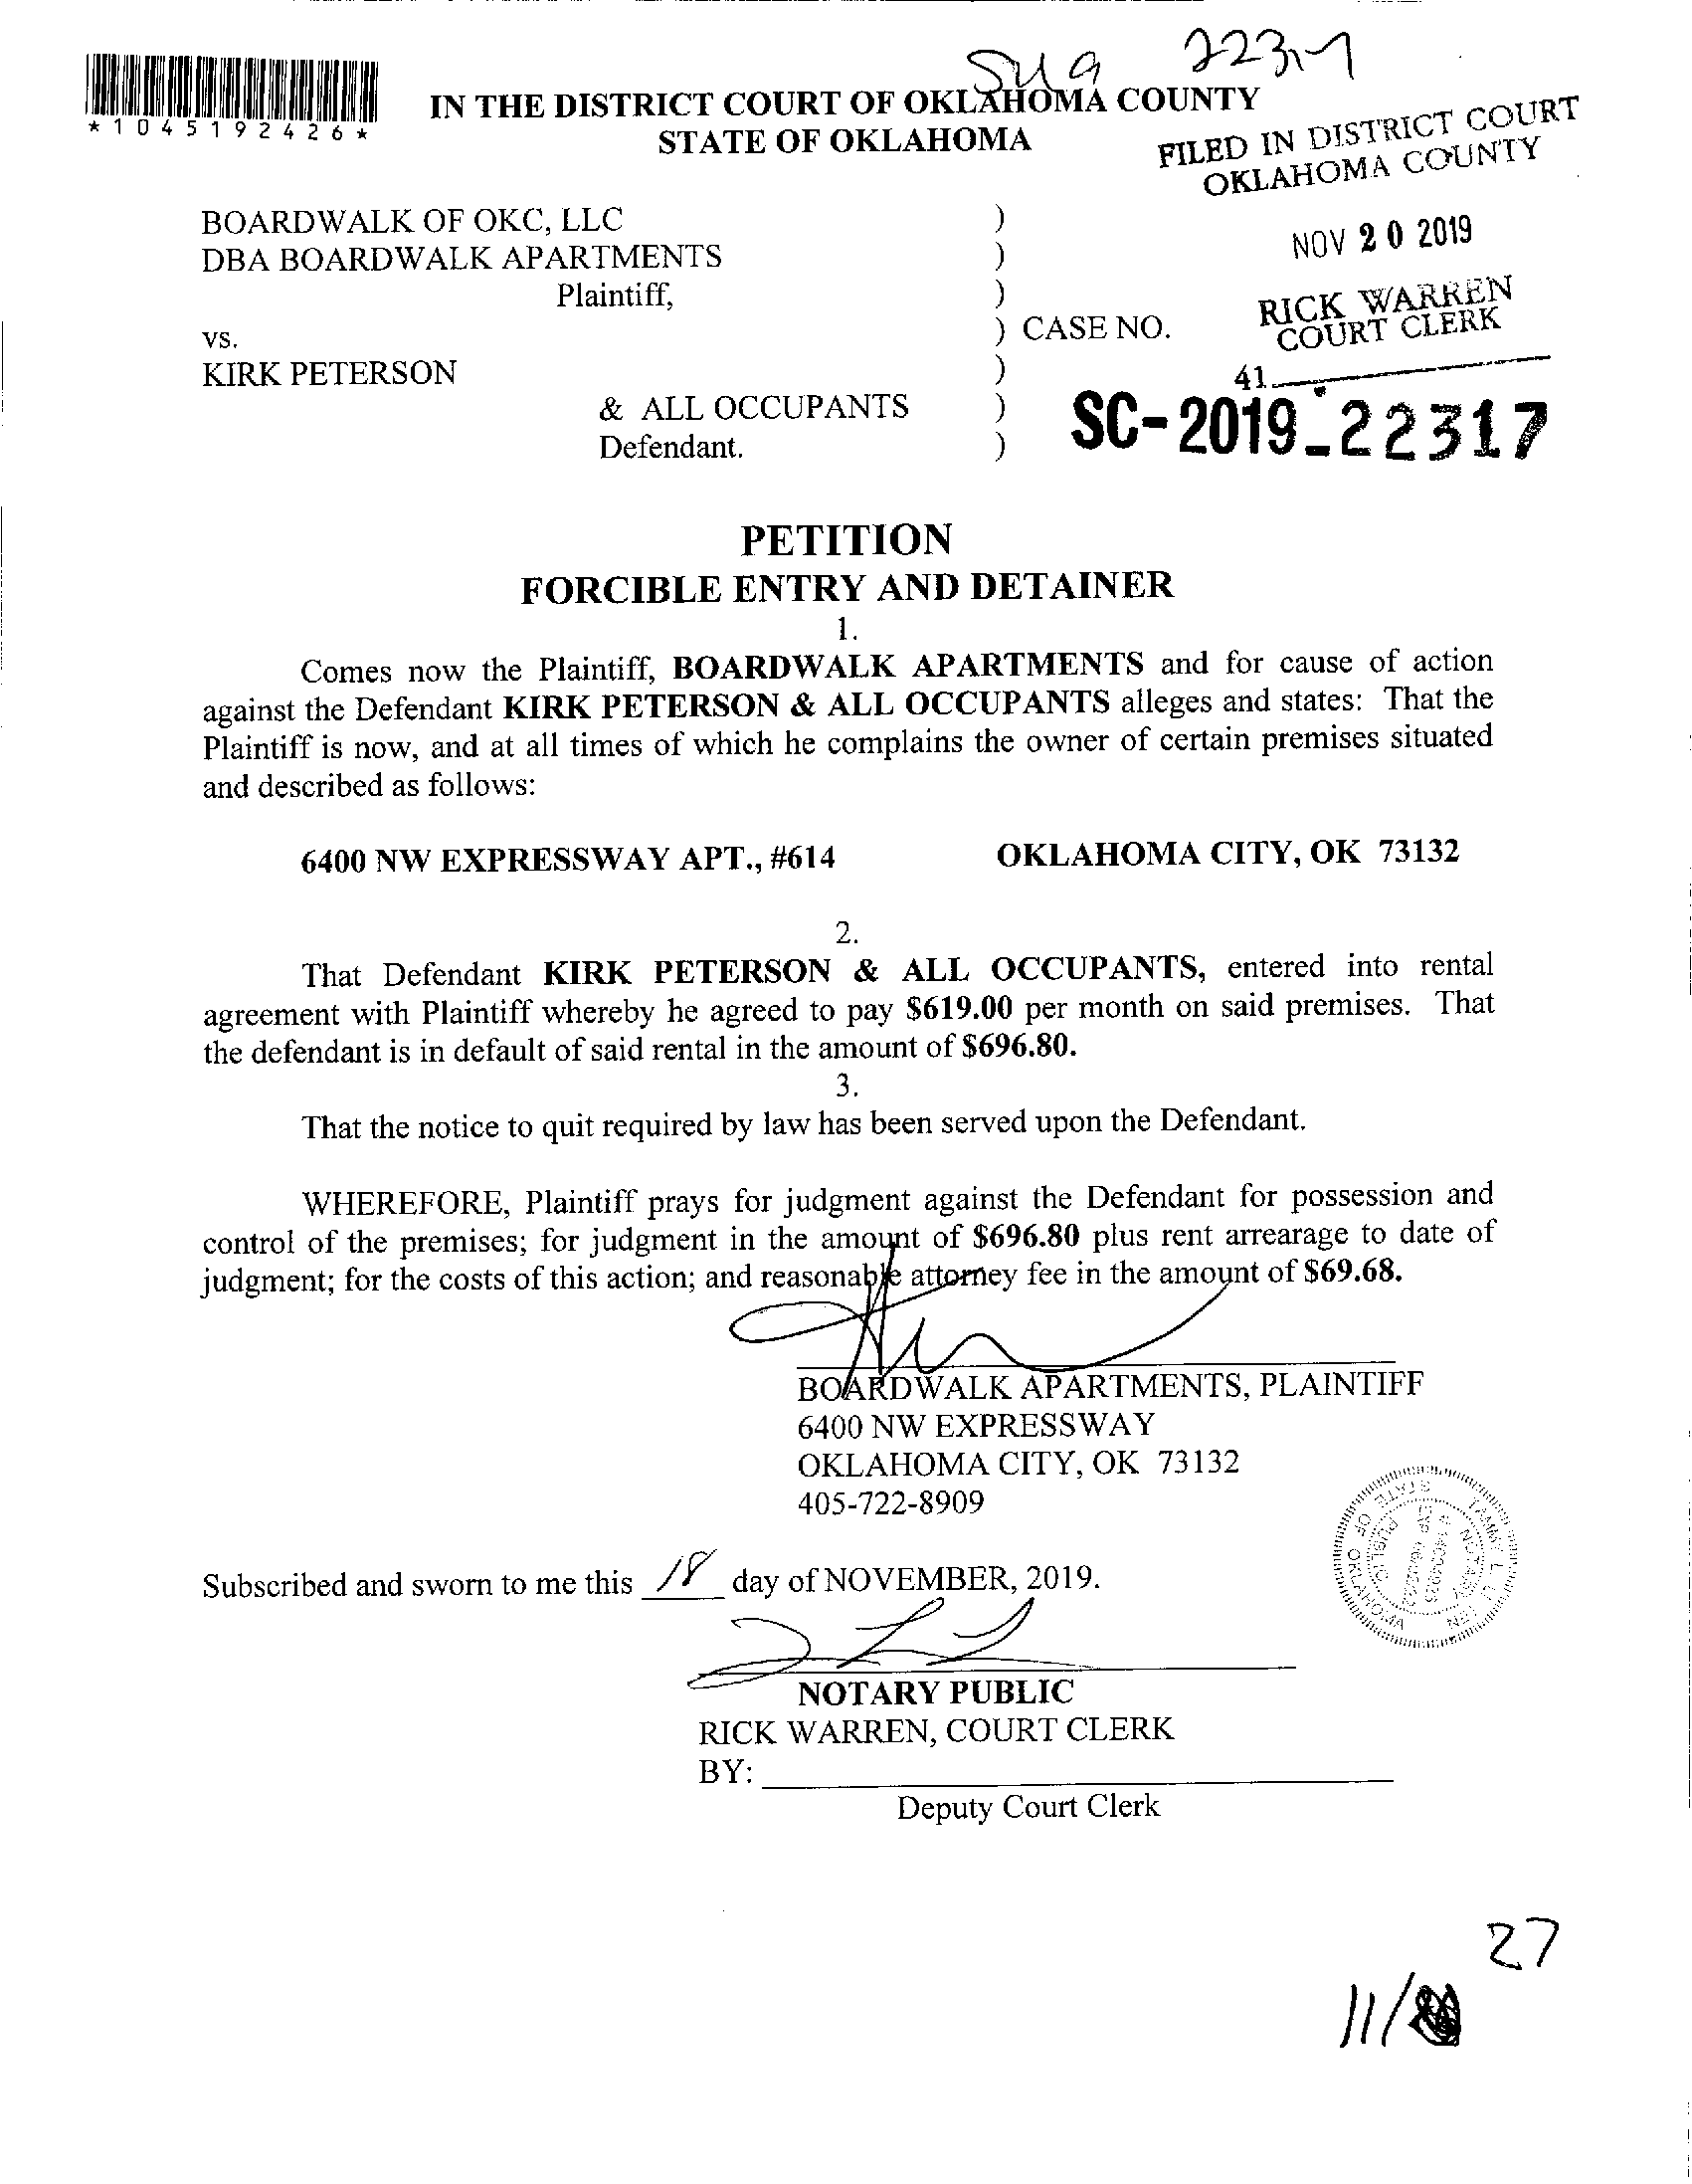 *1045192426*
IN THE DISTRICT COURT OF OKLAHOMA COUNTY
STATE OF OKLAHOMA
FILED IN DISTRICT COURT
OKLAHOMA COUNTY
NOV 20 2019
RICK WARREN
COURT CLERK
41
BOARDWALK OF OKC, LLC )
DBA BOARDWALK APARTMENTS )
Plaintiff, )
vs. ) CASE NO.
KIRK PETERSON )
& ALL OCCUPANTS )
Defendant. )
SC-2019-22317
PETITION
FORCIBLE ENTRY AND DETAINER
1.
Comes now the Plaintiff, BOARDWALK APARTMENTS and for cause of action
against the Defendant KIRK PETERSON & ALL OCCUPANTS alleges and states: That the
Plaintiff is now, and at all times of which he complains the owner of certain premises situated
and described as follows:
6400 NW EXPRESSWAY APT., #614 OKLAHOMA CITY, OK 73132
2.
That Defendant KIRK PETERSON & ALL OCCUPANTS, entered into rental
agreement with Plaintiff whereby he agreed to pay $619.00 per month on said premises. That
the defendant is in default of said rental in the amount of $696.80.
3.
That the notice to quit required by law has been served upon the Defendant.
WHEREFORE, Plaintiff prays for judgment against the Defendant for possession and
control of the premises; for judgment in the amount of $696.80 plus rent arrearage to date of
judgment; for the costs of this action; and reasonable attorney fee in the amount of $69.68.
BOARDWALK APARTMENTS, PLAINTIFF
6400 NW EXPRESSWAY
OKLAHOMA CITY, OK 73132
405-722-8909
STATE OF OKLAHOMA
NOTARY PUBLIC
Subscribed and sworn to me this 18 day of NOVEMBER, 2019.
NOTARY PUBLIC
RICK WARREN, COURT CLERK
BY:
Deputy Court Clerk
27
11/